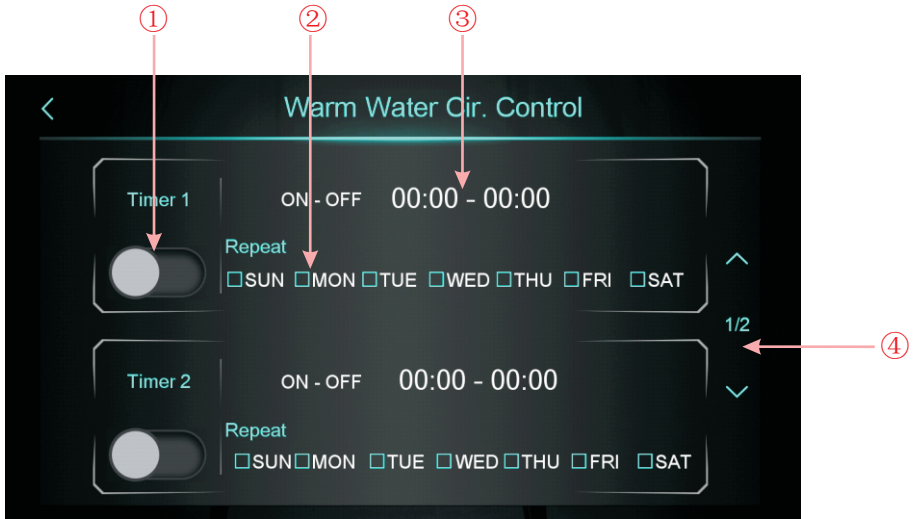 ① ② ③
Warm Water Cir. Control
Timer 1 ON - OFF 00:00 - 00:00
Repeat
□SUN □MON □TUE □WED □THU □FRI □SAT
1/2
④
Timer 2 ON - OFF 00:00 - 00:00
Repeat
□SUN □MON □TUE □WED □THU □FRI □SAT